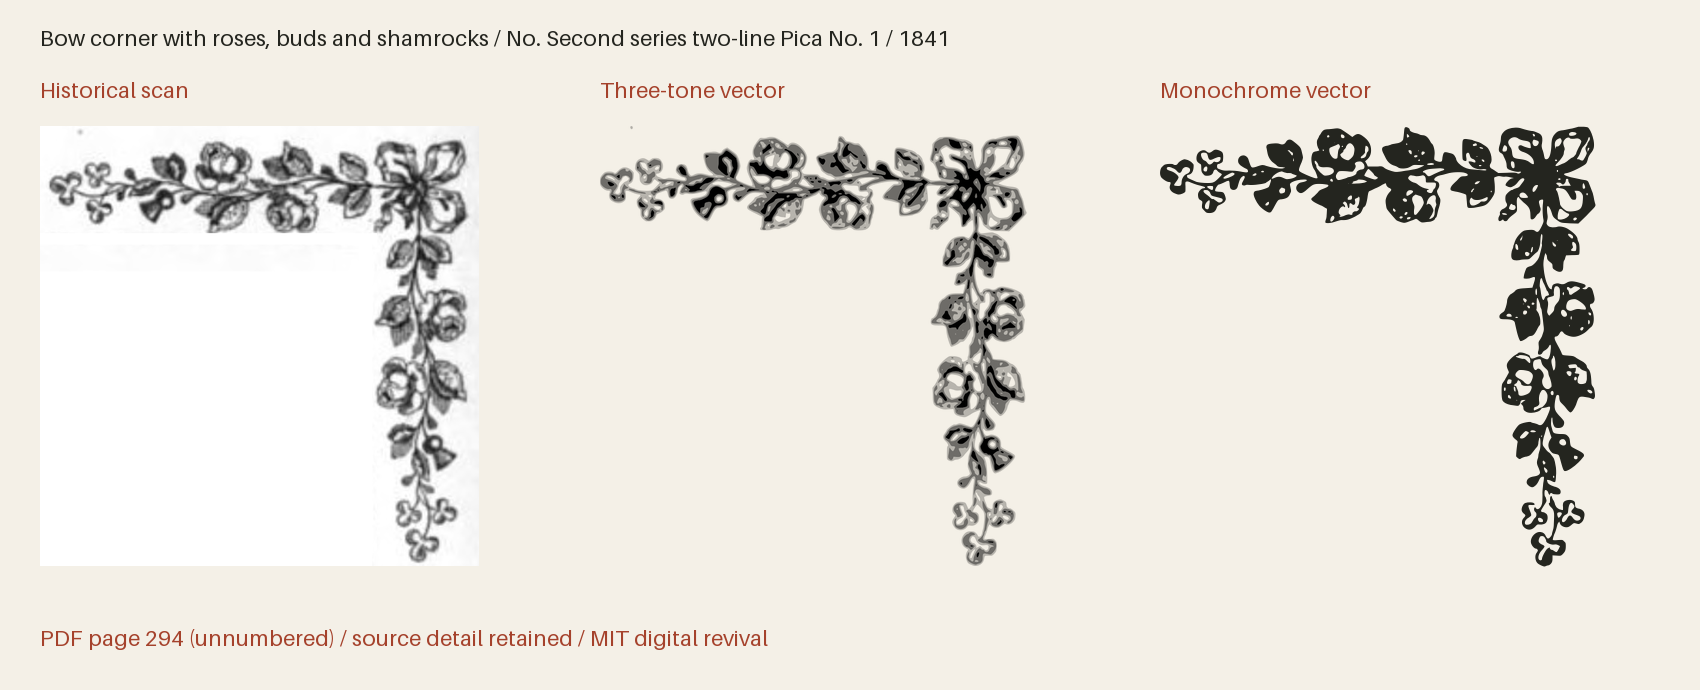 Bow corner with roses, buds and shamrocks / No. Second series two-line Pica No. 1 / 1841
Historical scan
Three-tone vector
Monochrome vector
PDF page 294 (unnumbered) / source detail retained / MIT digital revival